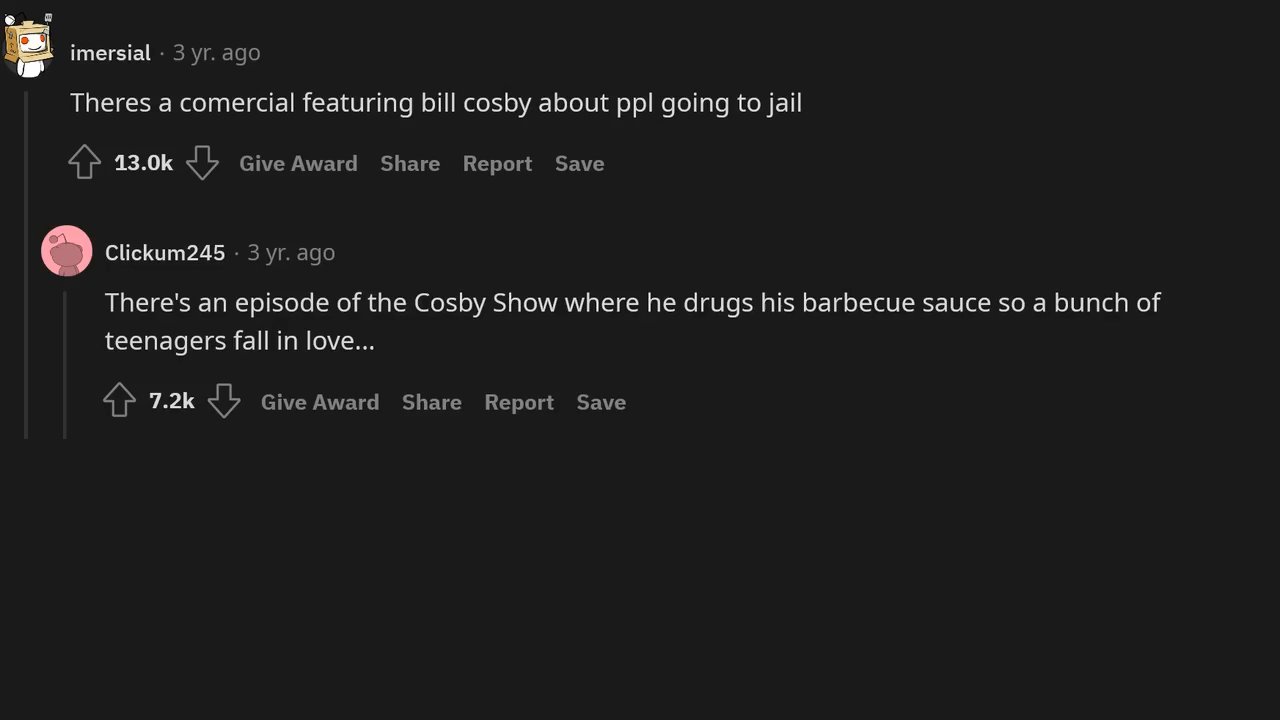 imersial · 3 yr. ago
Theres a comercial featuring bill cosby about ppl going to jail
13.0k Give Award Share Report Save
Clickum245 · 3 yr. ago
There's an episode of the Cosby Show where he drugs his barbecue sauce so a bunch of
teenagers fall in love...
7.2k Give Award Share Report Save